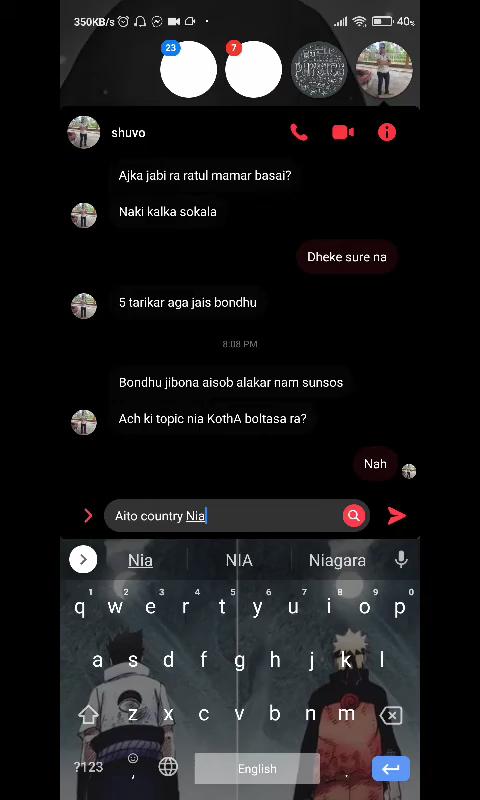 350KB/s
40%
23
7
shuvo
Ajka jabi ra ratul mamar basai?
Naki kalka sokala
Dheke sure na
5 tarikar aga jais bondhu
8:08 PM
Bondhu jibona aisob alakar nam sunsos
Ach ki topic nia KothA boltasa ra?
Nah
Aito country Nia
Nia NIA Niagara
1 2 3 4 5 6 7 8 9 0
q w e r t y u i o p
a s d f g h j k l
z x c v b n m
?123 , English .